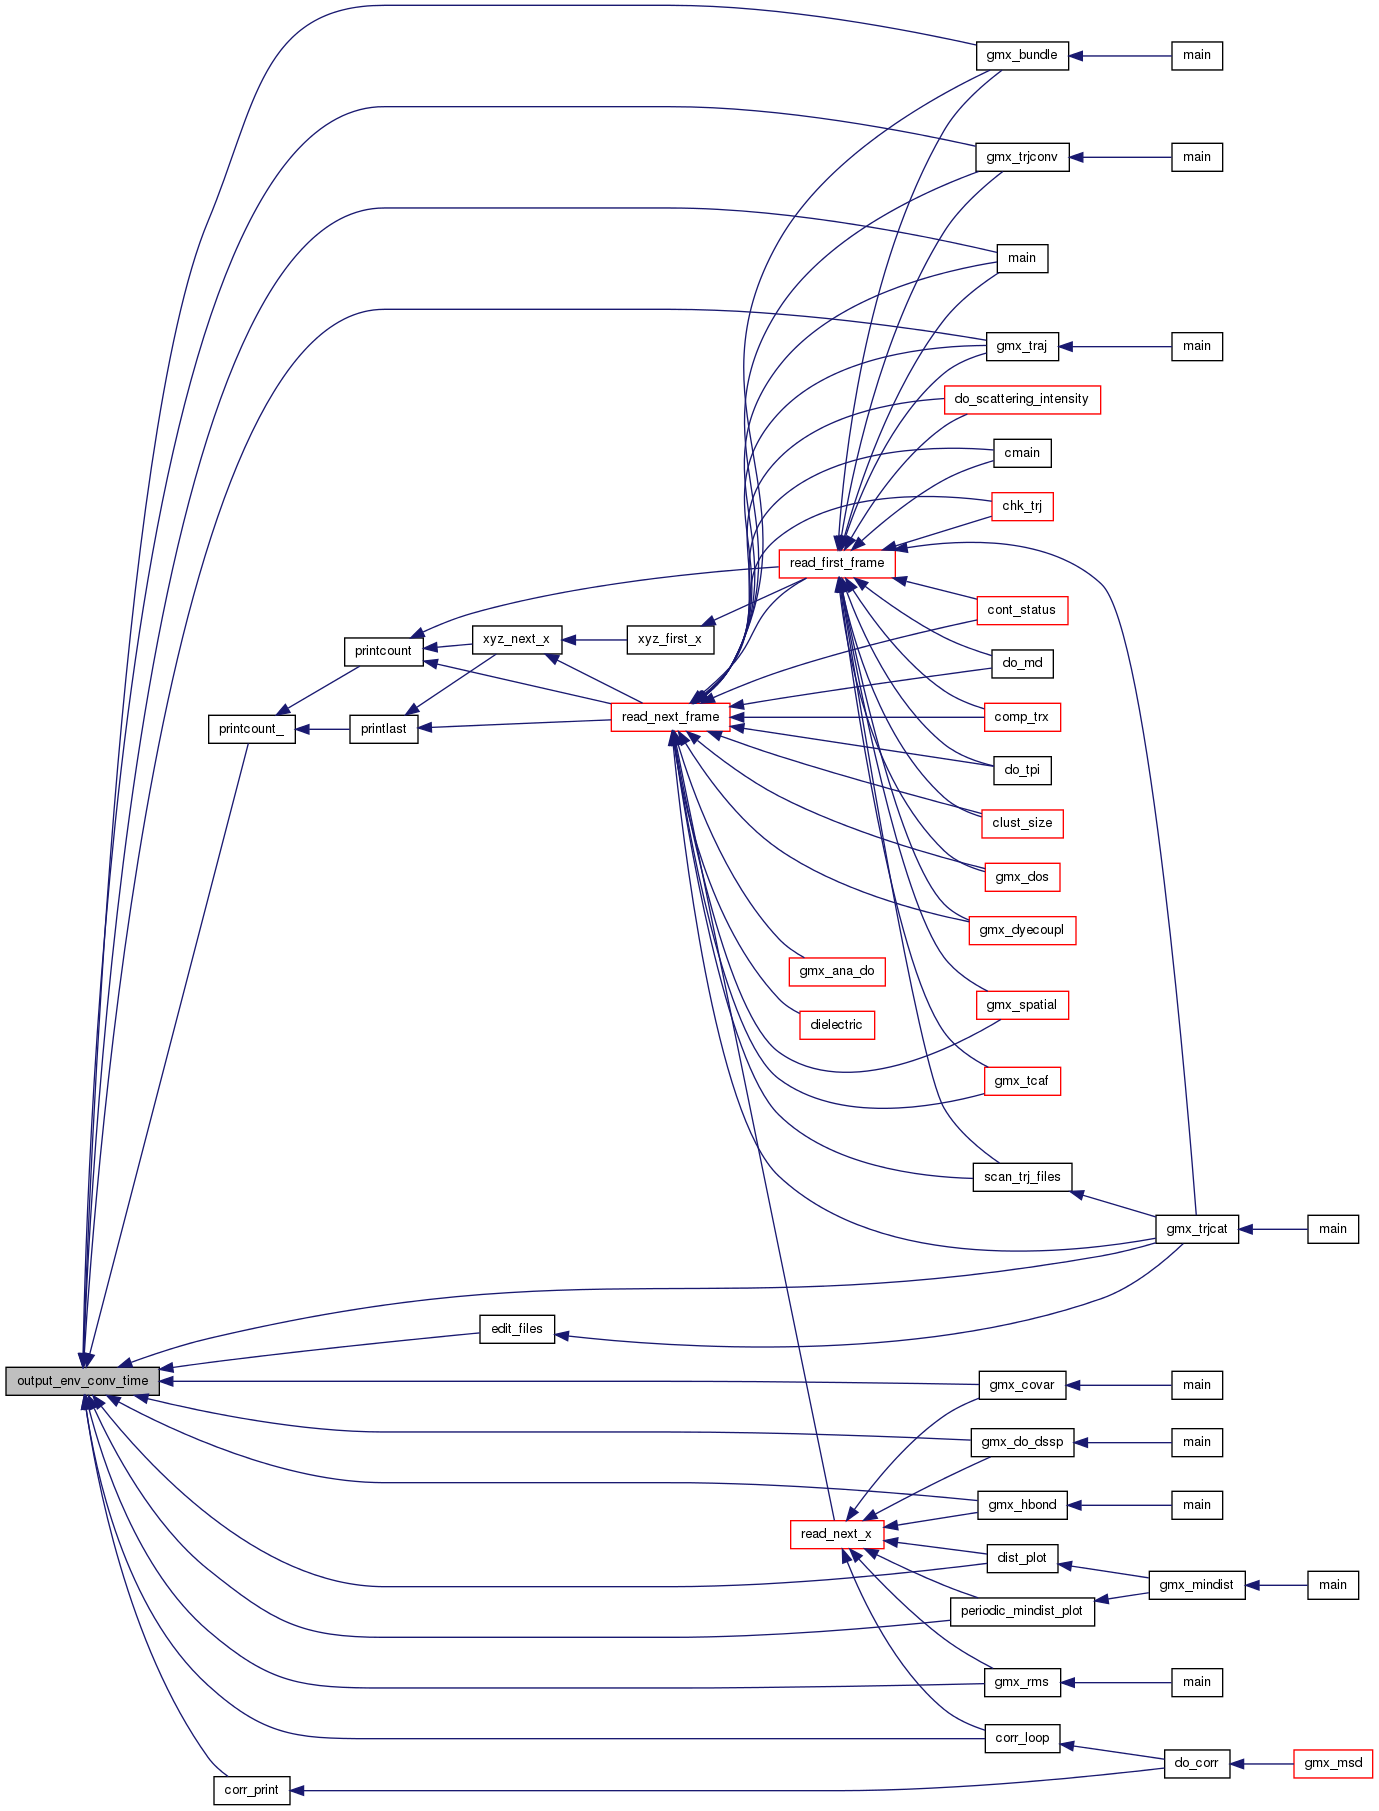 gmx_bundle
main
gmx_trjconv
main
main
gmx_traj
main
do_scattering_intensity
cmain
chk_trj
read_first_frame
cont_status
printcount
xyz_next_x
xyz_first_x
do_md
printcount_
printlast
read_next_frame
comp_trx
do_tpi
clust_size
gmx_dos
gmx_dyecoupl
gmx_ana_do
gmx_spatial
dielectric
gmx_tcaf
scan_trj_files
gmx_trjcat
main
edit_files
output_env_conv_time
gmx_covar
main
gmx_do_dssp
main
gmx_hbond
main
read_next_x
dist_plot
gmx_mindist
main
periodic_mindist_plot
gmx_rms
main
corr_loop
do_corr
gmx_msd
corr_print